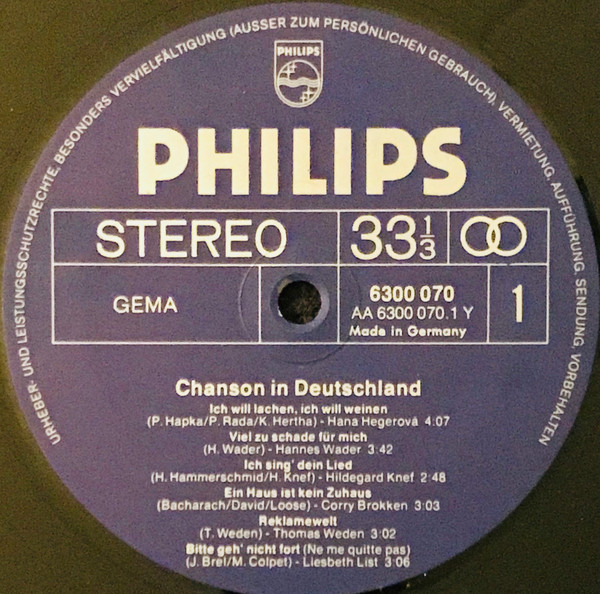 URHEBER- UND LEISTUNGSSCHUTZRECHTE, BESONDERS VERVIELFÄLTIGUNG (AUSSER ZUM PERSÖNLICHEN GEBRAUCH), VERMIETUNG, AUFFÜHRUNG, SENDUNG, VORBEHALTEN
PHILIPS
PHILIPS
STEREO 33 1/3
GEMA 6300 070 1
AA 6300 070.1 Y
Made in Germany
Chanson in Deutschland
Ich will lachen, ich will weinen
(P. Hapka/P. Rada/K. Hertha) - Hana Hegerová 4:07
Viel zu schade für mich
(H. Wader) - Hannes Wader 3:42
Ich sing' dein Lied
(H. Hammerschmid/H. Knef) - Hildegard Knef 2:48
Ein Haus ist kein Zuhaus
(Bacharach/David/Loose) - Corry Brokken 3:03
Reklamewelt
(T. Weden) - Thomas Weden 3:02
Bitte geh' nicht fort (Ne me quitte pas)
(J. Brel/M. Colpet) - Liesbeth List 3:06